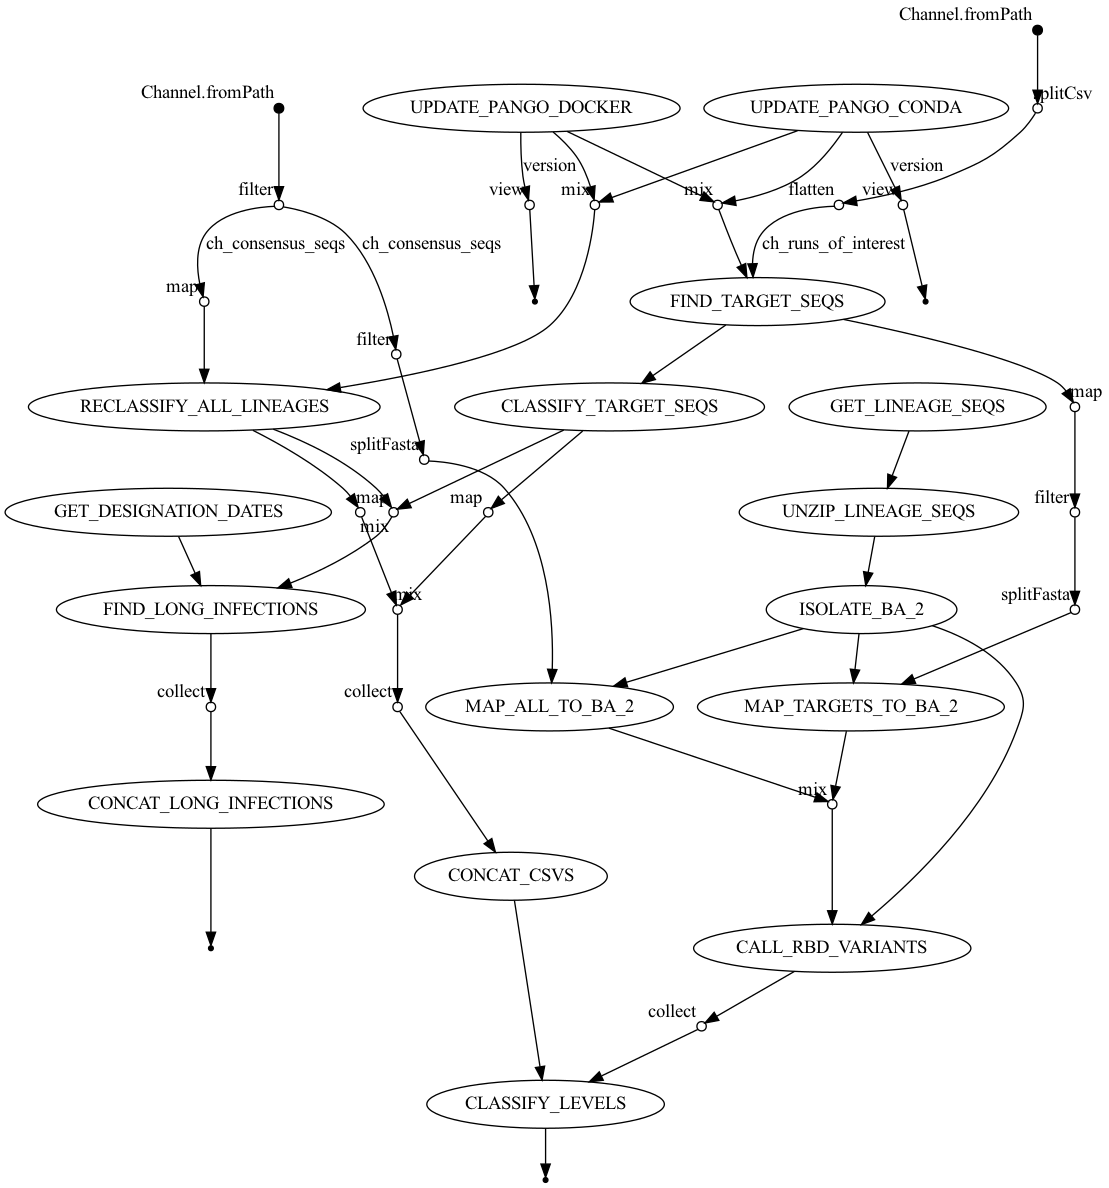 Channel.fromPath
Channel.fromPath
splitCsv
UPDATE_PANGO_DOCKER
UPDATE_PANGO_CONDA
version
version
filter
view
mix
mix
flatten
view
ch_consensus_seqs
ch_consensus_seqs
ch_runs_of_interest
map
FIND_TARGET_SEQS
filter
map
RECLASSIFY_ALL_LINEAGES
CLASSIFY_TARGET_SEQS
GET_LINEAGE_SEQS
splitFasta
map
map
filter
GET_DESIGNATION_DATES
UNZIP_LINEAGE_SEQS
mix
mix
splitFasta
FIND_LONG_INFECTIONS
ISOLATE_BA_2
collect
collect
MAP_ALL_TO_BA_2
MAP_TARGETS_TO_BA_2
mix
CONCAT_LONG_INFECTIONS
CONCAT_CSVS
CALL_RBD_VARIANTS
collect
CLASSIFY_LEVELS